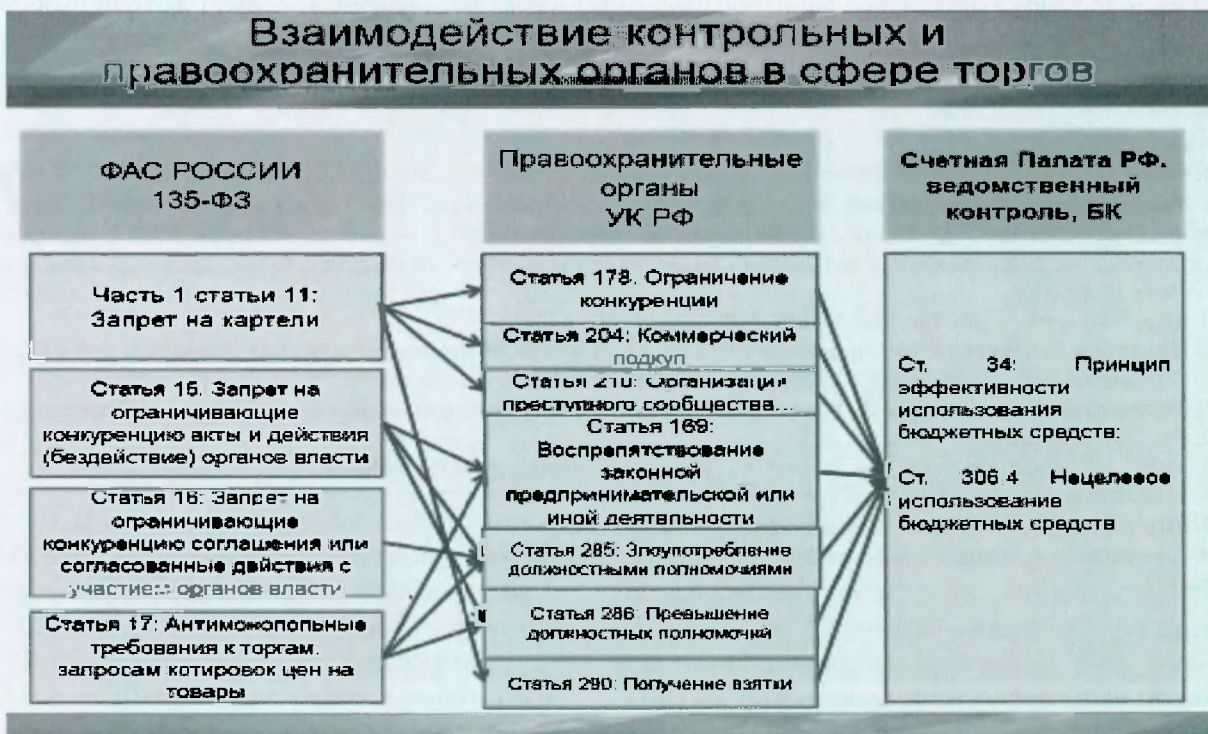 Взаимодействие контрольных и
правоохранительных органов в сфере торгов
ФАС РОССИИ
135-ФЗ
Часть 1 статьи 11:
Запрет на картели
Статья 15. Запрет на
ограничивающие
конкуренцию акты и действия
(бездействие) органов власти
Статья 16: Запрет на
ограничивающие
конкуренцию соглашения или
согласованные действия с
участием органов власти
Статья 17: Антимонопольные
требования к торгам,
запросам котировок цен на
товары
Правоохранительные
органы
УК РФ
Статья 178. Ограничение
конкуренции
Статья 204: Коммерческий
подкуп
Статья 210: Организация
преступного сообщества...
Статья 169:
Воспрепятствование
законной
предпринимательской или
иной деятельности
Статья 285: Злоупотребление
должностными полномочиями
Статья 286: Превышение
должностных полномочий
Статья 290: Получение взятки
Счетная Палата РФ.
ведомственный
контроль, БК
Ст. 34: Принцип
эффективности
использования
бюджетных средств:
Ст. 306.4 Нецелевое
использование
бюджетных средств